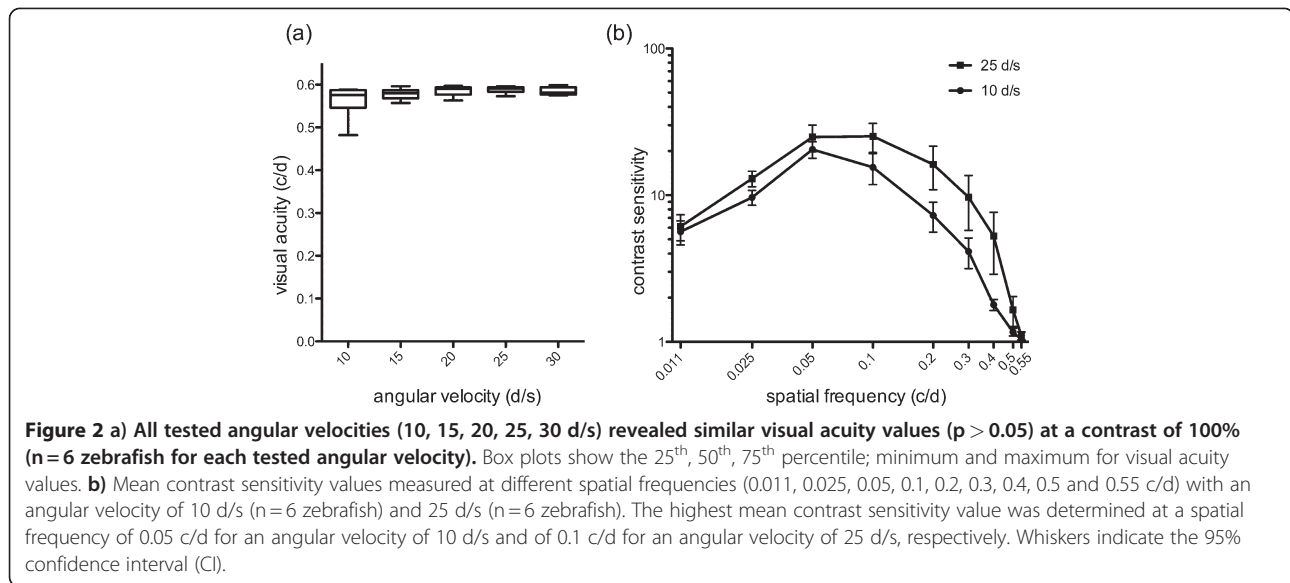 (a)
(b)
visual acuity (c/d)
0.6
0.5
0.4
0.3
0.2
0.1
0.0
10
15
20
25
30
angular velocity (d/s)
contrast sensitivity
100
10
1
25 d/s
10 d/s
0.011
0.025
0.05
0.1
0.2
0.3
0.4
0.5
0.55
spatial frequency (c/d)
Figure 2 a) All tested angular velocities (10, 15, 20, 25, 30 d/s) revealed similar visual acuity values (p > 0.05) at a contrast of 100%
(n = 6 zebrafish for each tested angular velocity). Box plots show the 25th, 50th, 75th percentile; minimum and maximum for visual acuity
values. b) Mean contrast sensitivity values measured at different spatial frequencies (0.011, 0.025, 0.05, 0.1, 0.2, 0.3, 0.4, 0.5 and 0.55 c/d) with an
angular velocity of 10 d/s (n = 6 zebrafish) and 25 d/s (n = 6 zebrafish). The highest mean contrast sensitivity value was determined at a spatial
frequency of 0.05 c/d for an angular velocity of 10 d/s and of 0.1 c/d for an angular velocity of 25 d/s, respectively. Whiskers indicate the 95%
confidence interval (CI).